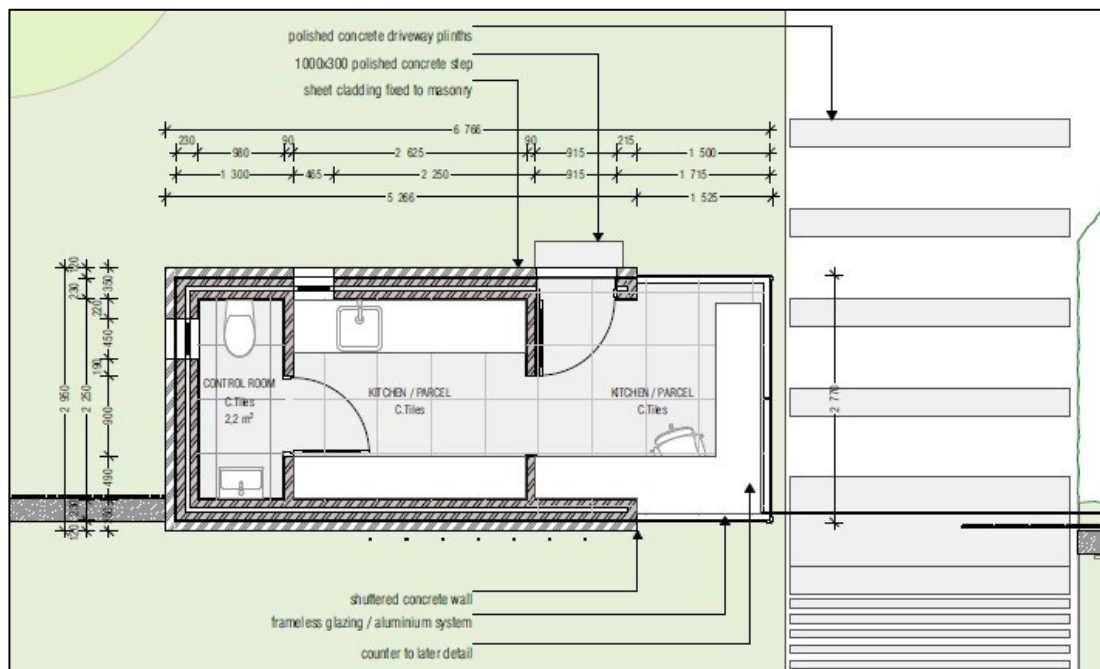 polished concrete driveway plinths
1000x300 polished concrete step
sheet cladding fixed to masonry
6 766
230
90
90
215
980
2 625
915
1 500
1 300
465
2 250
915
1 715
5 266
1 525
120
230
350
220
450
190
2 950
2 250
900
490
120
2 770
CONTROL ROOM
C.Tiles
2,2 m²
KITCHEN / PARCEL
C.Tiles
KITCHEN / PARCEL
C.Tiles
shuttered concrete wall
frameless glazing / aluminium system
counter to later detail